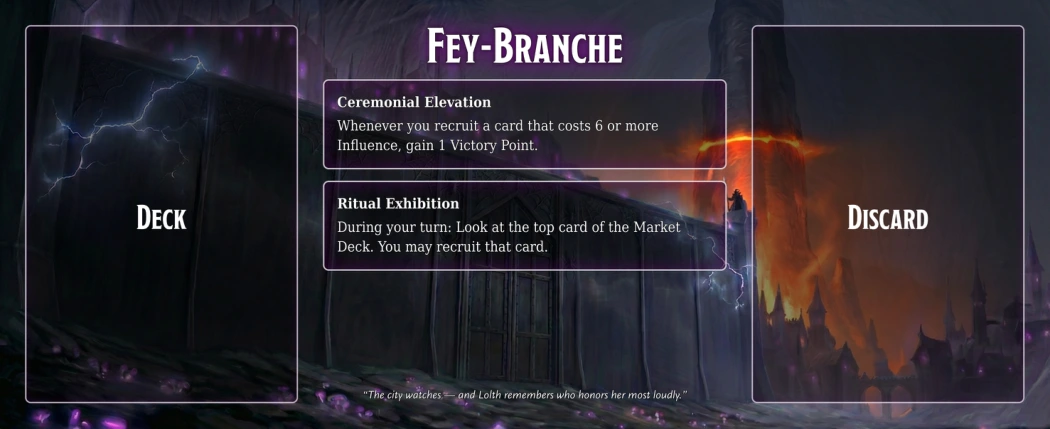 Fey-Branche
Ceremonial Elevation
Whenever you recruit a card that costs 6 or more
Influence, gain 1 Victory Point.
Ritual Exhibition
During your turn: Look at the top card of the Market
Deck. You may recruit that card.
Deck
Discard
“The city watches — and Lolth remembers who honors her most loudly.”